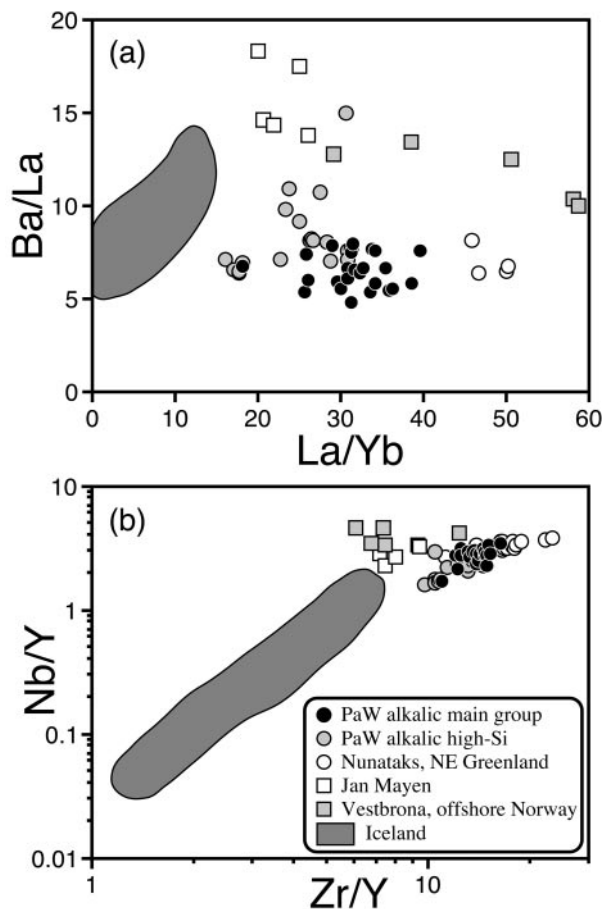 20
(a)
15
Ba/La
10
5
0
0 10 20 30 40 50 60
La/Yb
10
(b)
1
Nb/Y
0.1
0.01
PaW alkalic main group
PaW alkalic high-Si
Nunataks, NE Greenland
Jan Mayen
Vestbrona, offshore Norway
Iceland
1 10
Zr/Y